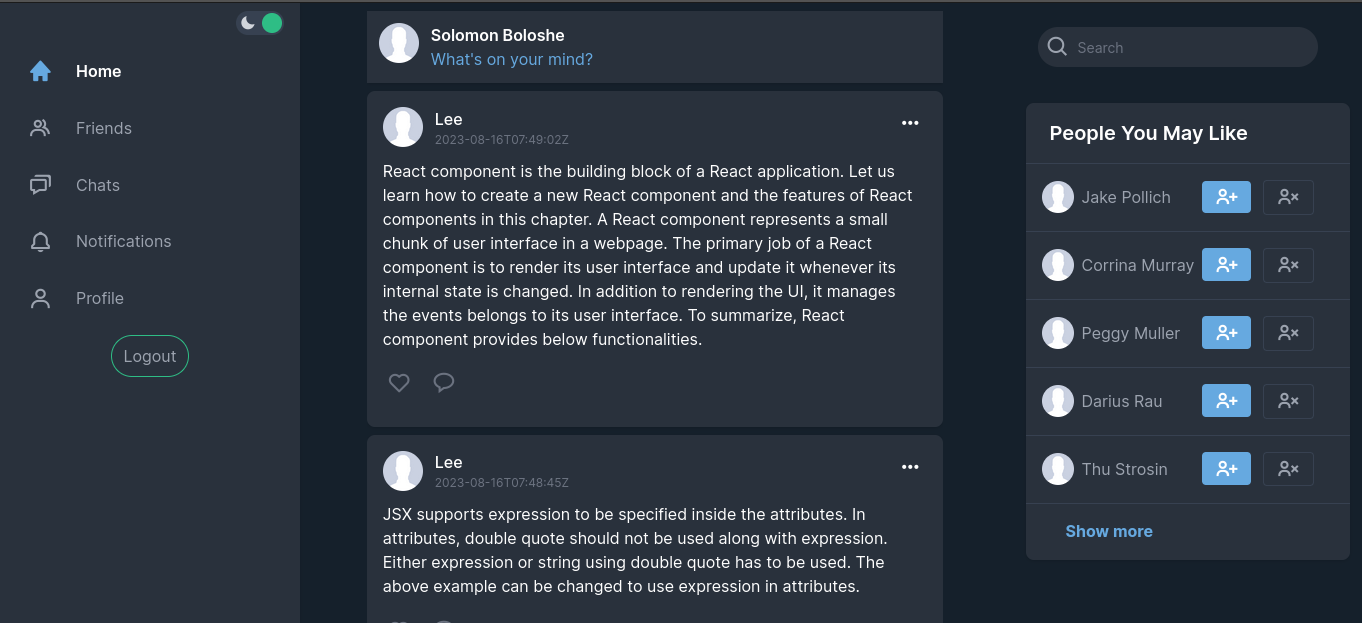 Home
Friends
Chats
Notifications
Profile
Logout
Solomon Boloshe
What's on your mind?
Lee
2023-08-16T07:49:02Z
React component is the building block of a React application. Let us
learn how to create a new React component and the features of React
components in this chapter. A React component represents a small
chunk of user interface in a webpage. The primary job of a React
component is to render its user interface and update it whenever its
internal state is changed. In addition to rendering the UI, it manages
the events belongs to its user interface. To summarize, React
component provides below functionalities.
Lee
2023-08-16T07:48:45Z
JSX supports expression to be specified inside the attributes. In
attributes, double quote should not be used along with expression.
Either expression or string using double quote has to be used. The
above example can be changed to use expression in attributes.
Search
People You May Like
Jake Pollich
Corrina Murray
Peggy Muller
Darius Rau
Thu Strosin
Show more